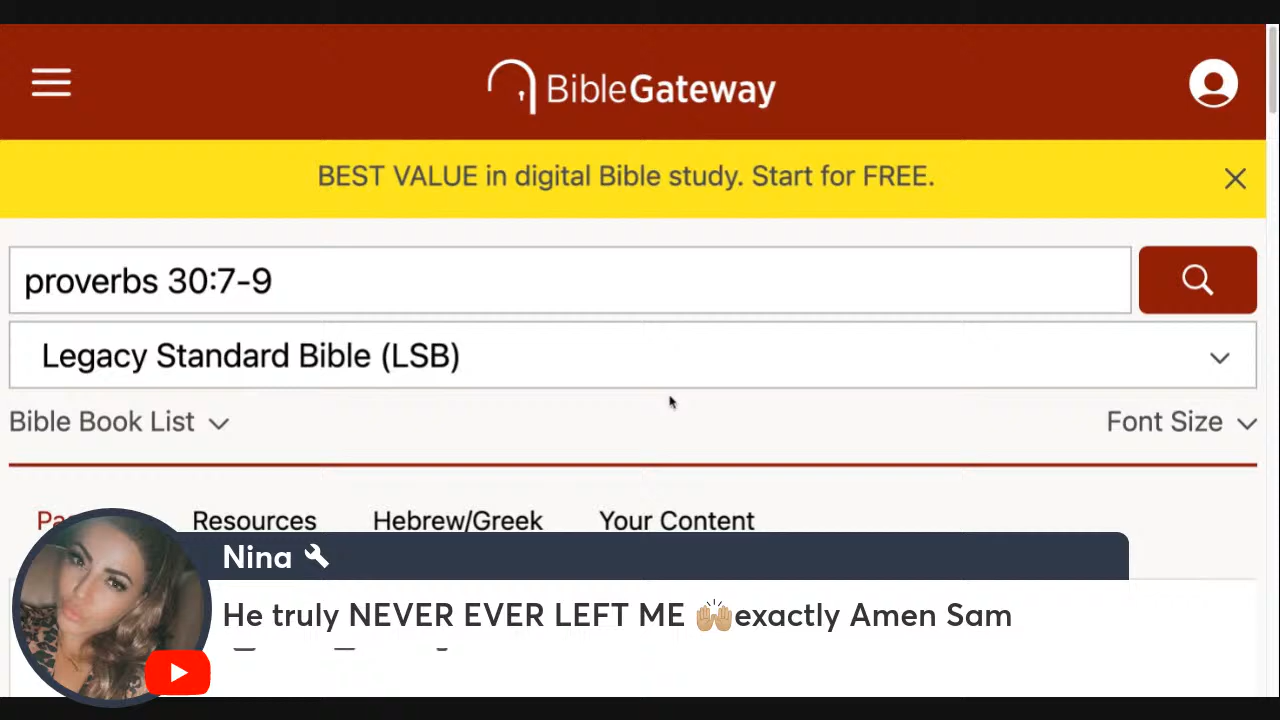 BibleGateway
BEST VALUE in digital Bible study. Start for FREE.
proverbs 30:7-9
Legacy Standard Bible (LSB)
Bible Book List
Font Size
Resources Hebrew/Greek Your Content
Nina
He truly NEVER EVER LEFT ME 🙌🏼exactly Amen Sam